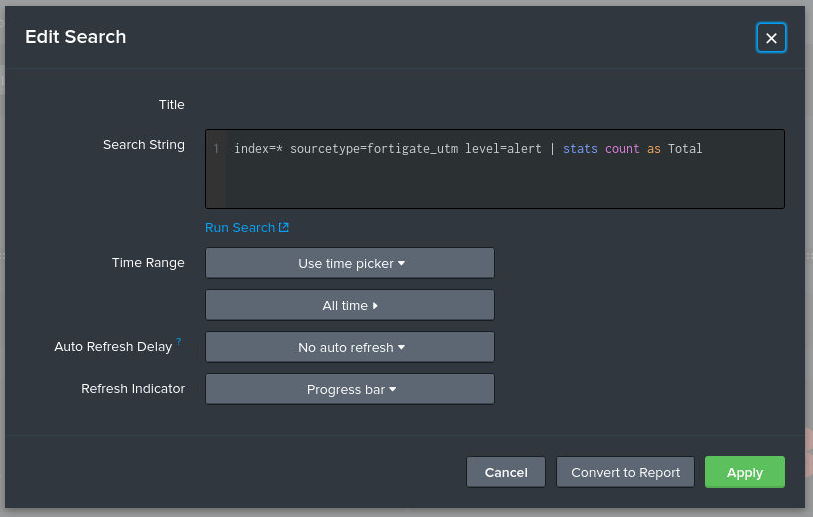 Edit Search
Title
Search String
1 index=* sourcetype=fortigate_utm level=alert | stats count as Total
Run Search
Time Range
Use time picker
All time
Auto Refresh Delay ?
No auto refresh
Refresh Indicator
Progress bar
Cancel
Convert to Report
Apply